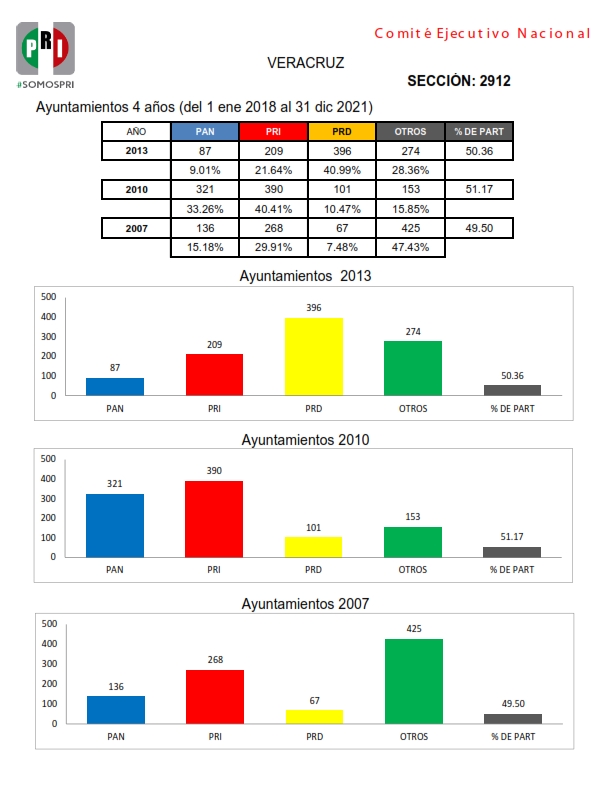 Comité Ejecutivo Nacional
PRI
#SOMOSPRI
VERACRUZ
SECCIÓN: 2912
Ayuntamientos 4 años (del 1 ene 2018 al 31 dic 2021)
AÑO PAN PRI PRD OTROS % DE PART
2013 87 209 396 274 50.36
9.01% 21.64% 40.99% 28.36%
2010 321 390 101 153 51.17
33.26% 40.41% 10.47% 15.85%
2007 136 268 67 425 49.50
15.18% 29.91% 7.48% 47.43%
Ayuntamientos 2013
500
400
300
200
100
0
87 209 396 274 50.36
PAN PRI PRD OTROS % DE PART
Ayuntamientos 2010
500
400
300
200
100
0
321 390 101 153 51.17
PAN PRI PRD OTROS % DE PART
Ayuntamientos 2007
500
400
300
200
100
0
136 268 67 425 49.50
PAN PRI PRD OTROS % DE PART